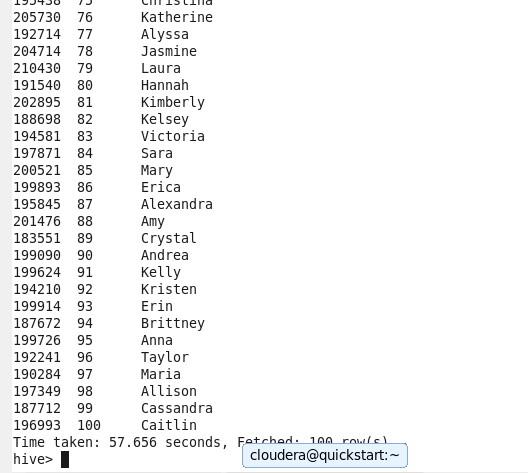 195438  75      Christina
205730  76      Katherine
192714  77      Alyssa
204714  78      Jasmine
210430  79      Laura
191540  80      Hannah
202895  81      Kimberly
188698  82      Kelsey
194581  83      Victoria
197871  84      Sara
200521  85      Mary
199893  86      Erica
195845  87      Alexandra
201476  88      Amy
183551  89      Crystal
199090  90      Andrea
199624  91      Kelly
194210  92      Kristen
199914  93      Erin
187672  94      Brittney
199726  95      Anna
192241  96      Taylor
190284  97      Maria
197349  98      Allison
187712  99      Cassandra
196993  100     Caitlin
Time taken: 57.656 seconds, Fetched: 100 row(s)
hive>
cloudera@quickstart:~